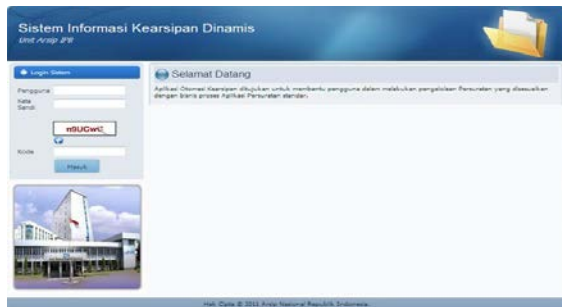 Sistem Informasi Kearsipan Dinamis
Unit Arsip IPB
Login Sistem
Pengguna
Kata
Sandi
Kode
Masuk
Selamat Datang
Aplikasi Otomasi Kearsipan ditujukan untuk membantu pengguna dalam melakukan pengelolaan Persuratan yang disesuaikan
dengan bisnis proses Aplikasi Persuratan standar.
Hak Cipta © 2011 Arsip Nasional Republik Indonesia.